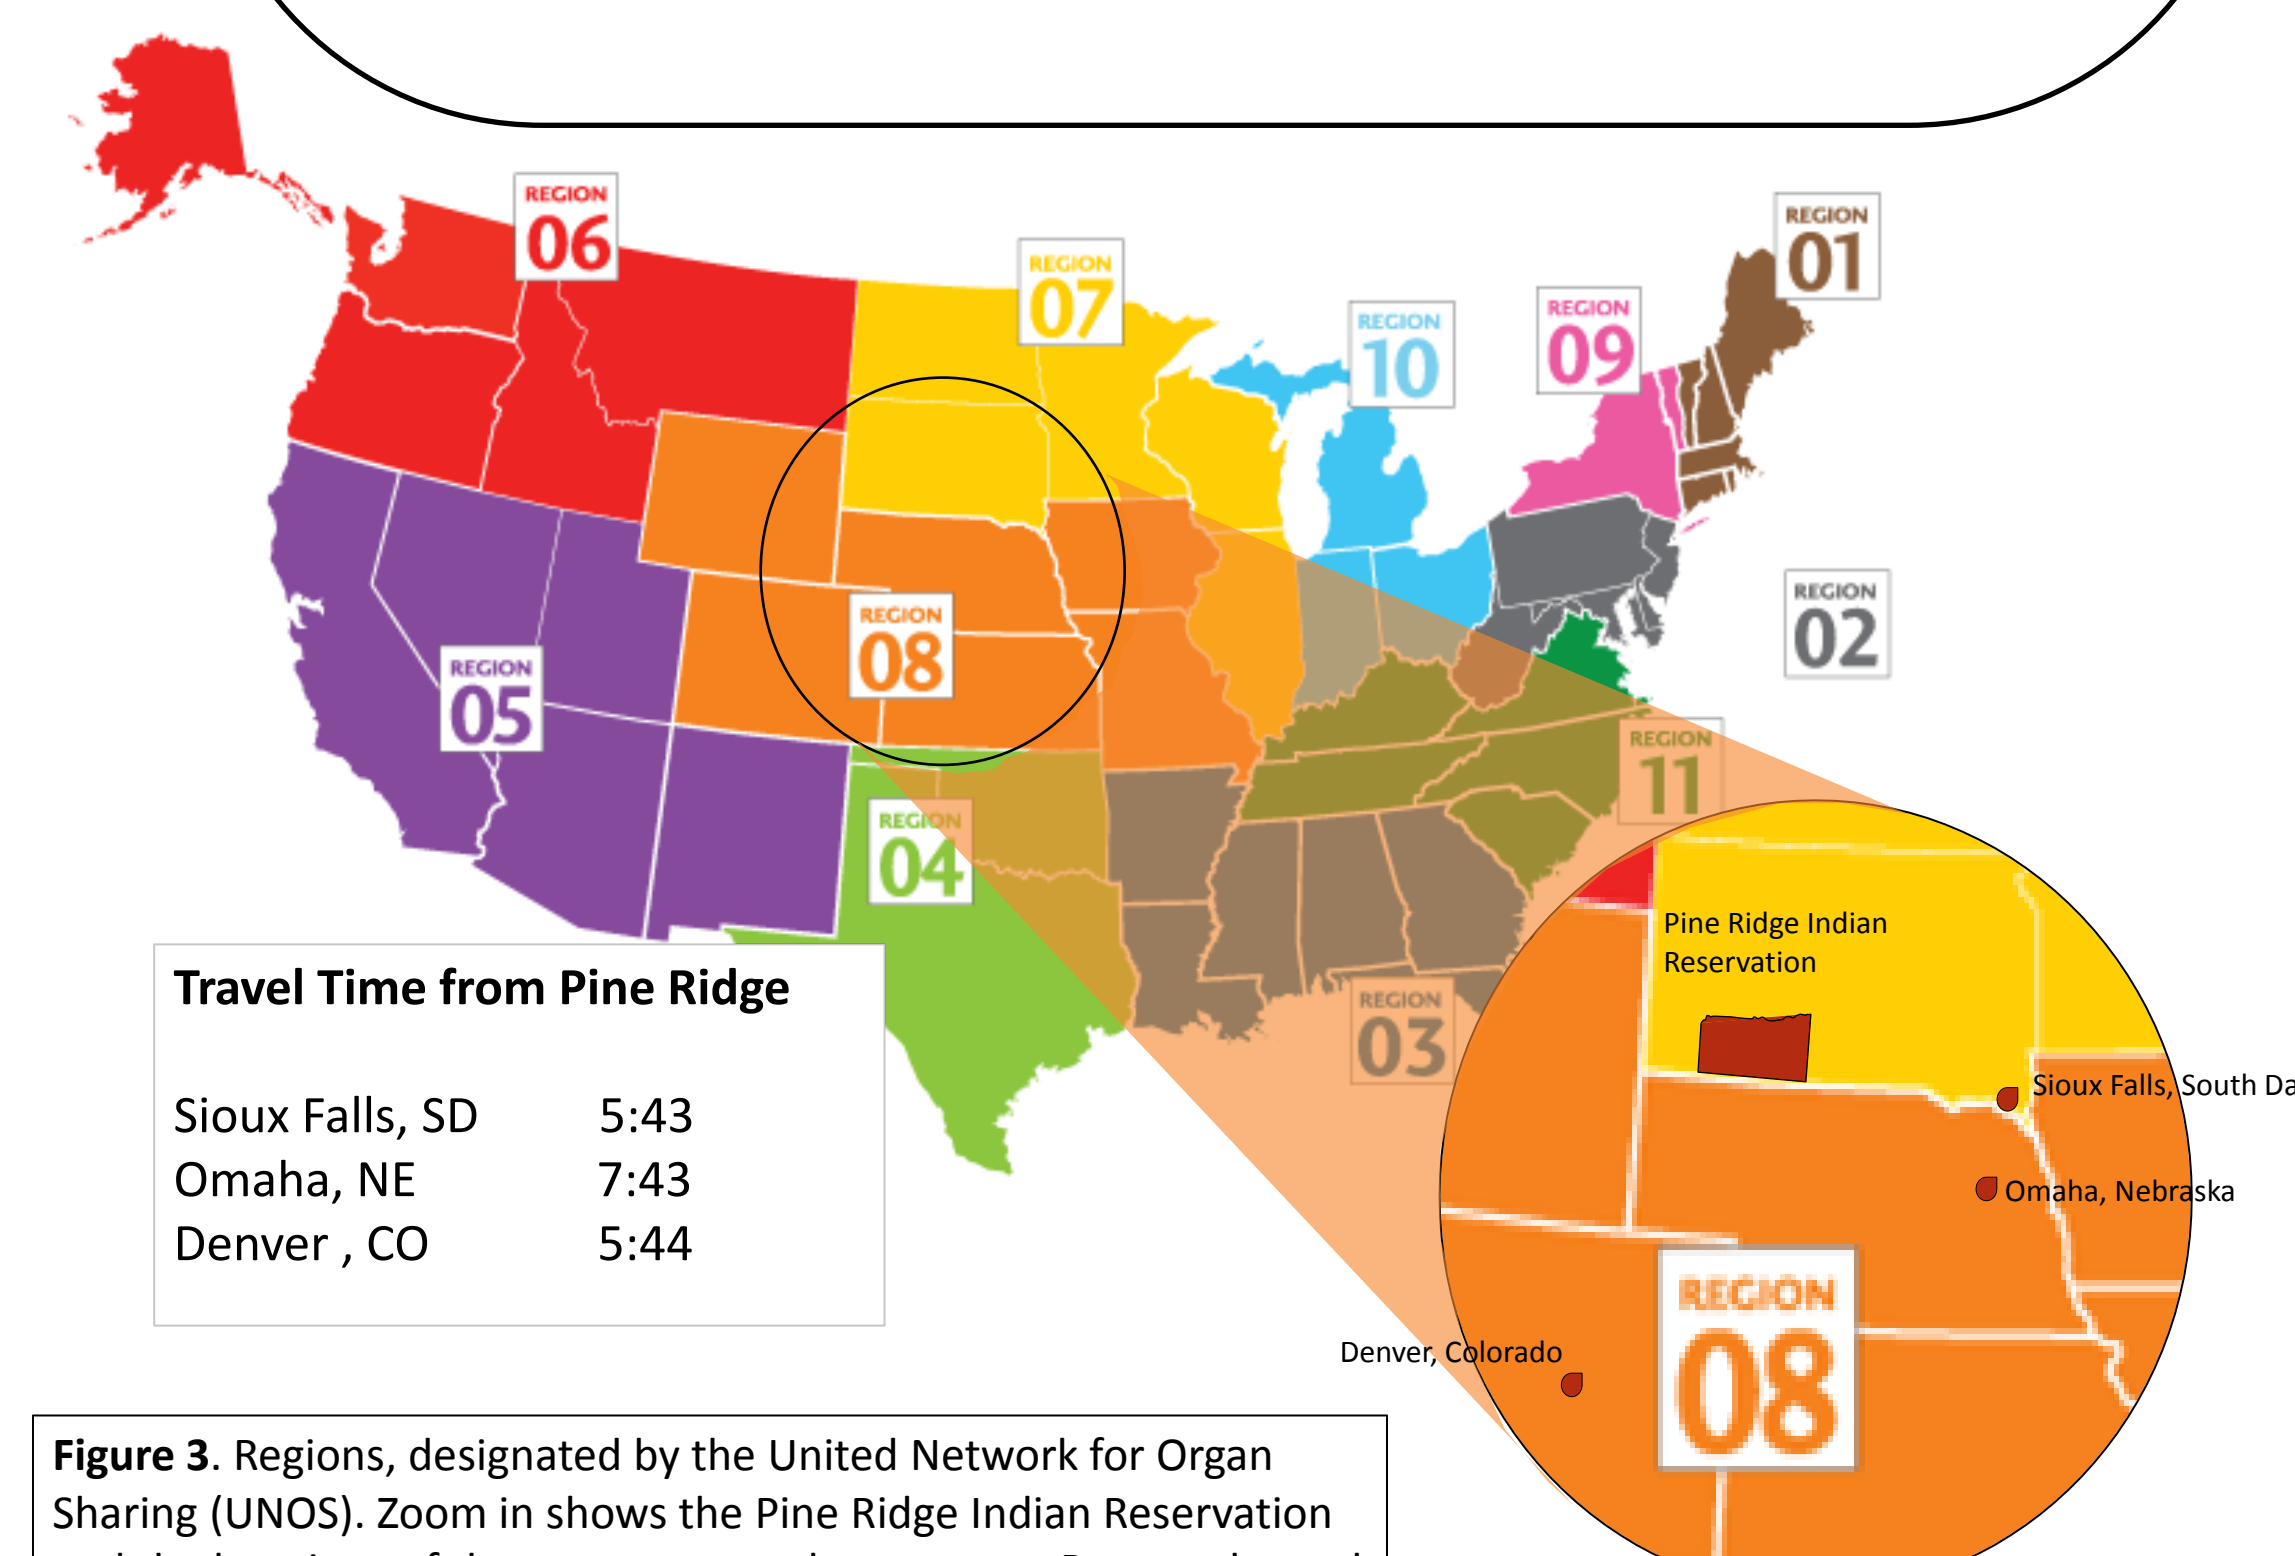 REGION
06
REGION
01
REGION
07
REGION
10
REGION
09
REGION
02
REGION
08
REGION
05
REGION
11
REGION
04
REGION
03
Pine Ridge Indian
Reservation
Sioux Falls, South Da
Omaha, Nebraska
REGION
08
Denver, Colorado
Travel Time from Pine Ridge
Sioux Falls, SD 5:43
Omaha, NE 7:43
Denver , CO 5:44
Figure 3. Regions, designated by the United Network for Organ
Sharing (UNOS). Zoom in shows the Pine Ridge Indian Reservation